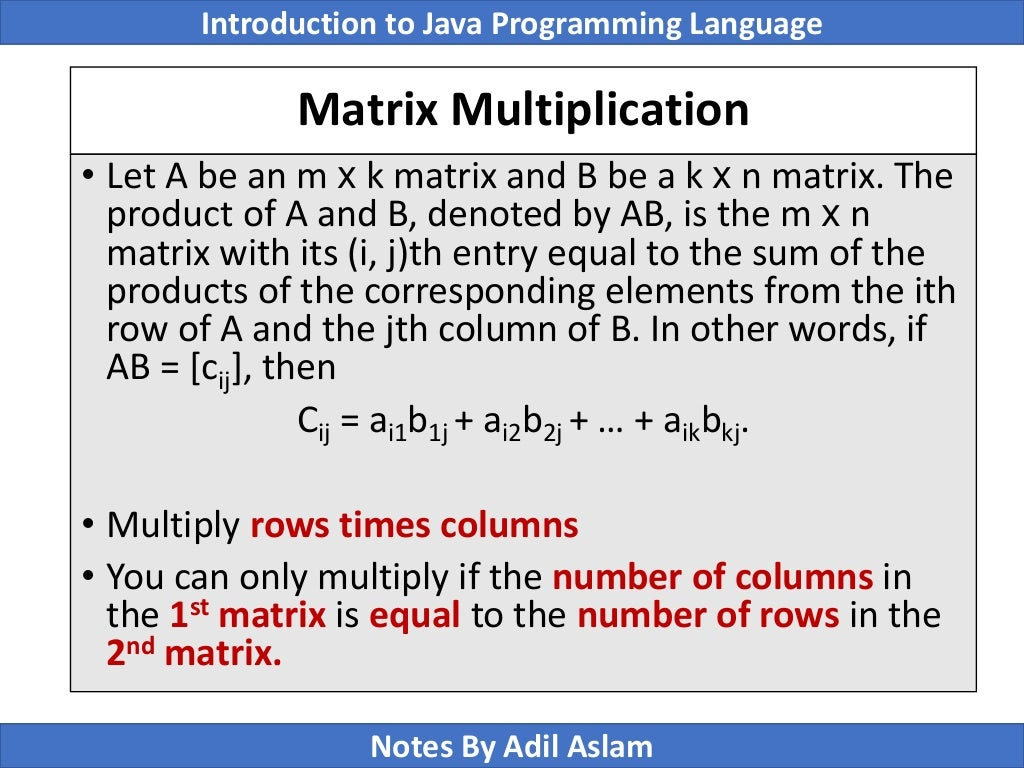 Introduction to Java Programming Language
Matrix Multiplication
• Let A be an m x k matrix and B be a k x n matrix. The
product of A and B, denoted by AB, is the m x n
matrix with its (i, j)th entry equal to the sum of the
products of the corresponding elements from the ith
row of A and the jth column of B. In other words, if
AB = [cij], then
Cij = ai1b1j + ai2b2j + … + aikbkj.
• Multiply rows times columns
• You can only multiply if the number of columns in
the 1st matrix is equal to the number of rows in the
2nd matrix.
Notes By Adil Aslam